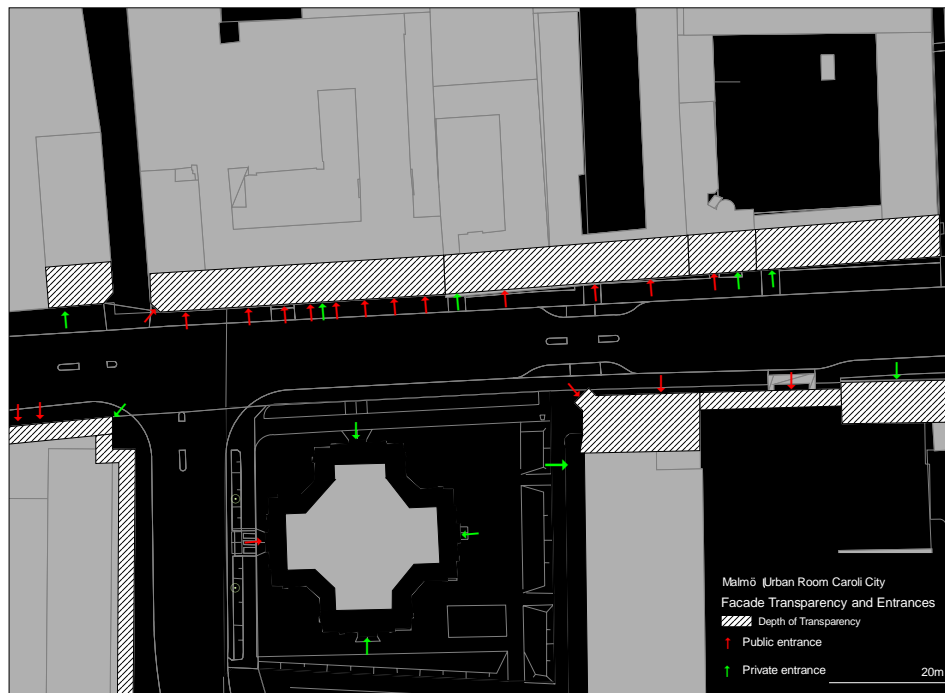 Malmö |Urban Room Caroli City
Facade Transparency and Entrances
Depth of Transparency
Public entrance
Private entrance
20m